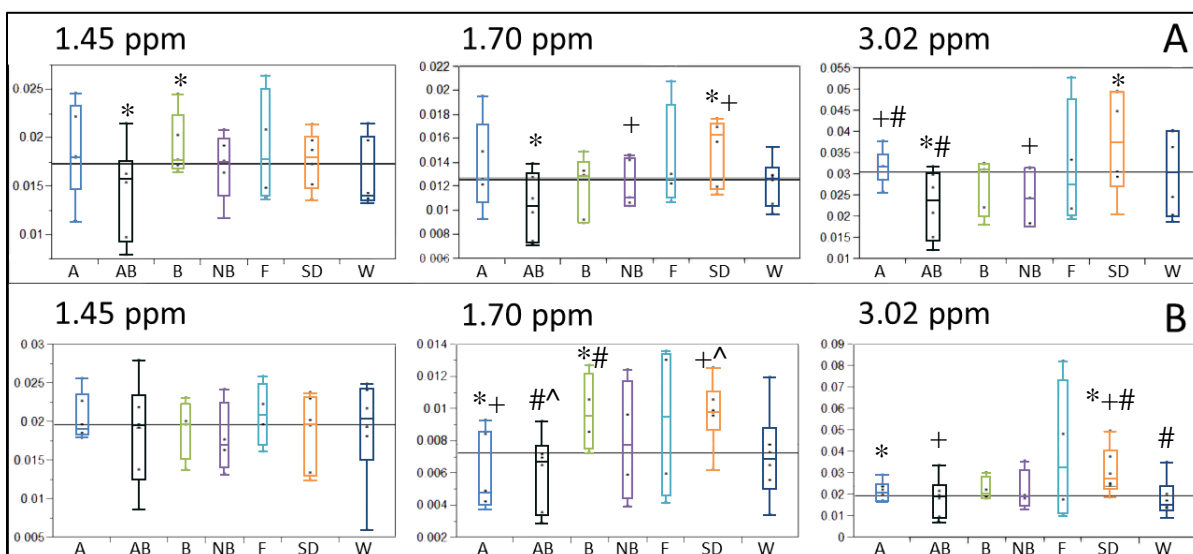 1.45 ppm 1.70 ppm 3.02 ppm A
0.025 0.02 0.015 0.01
* *
A AB B NB F SD W
0.022 0.02 0.018 0.016 0.014 0.012 0.01 0.008 0.006
* + *+
A AB B NB F SD W
0.055 0.05 0.045 0.04 0.035 0.03 0.025 0.02 0.015 0.01
+# *# + *
A AB B NB F SD W
1.45 ppm 1.70 ppm 3.02 ppm B
0.03 0.025 0.02 0.015 0.01 0.005
A AB B NB F SD W
0.014 0.012 0.01 0.008 0.006 0.004 0.002
*+ #^ *# +^
A AB B NB F SD W
0.09 0.08 0.07 0.06 0.05 0.04 0.03 0.02 0.01 0
* + *+# #
A AB B NB F SD W